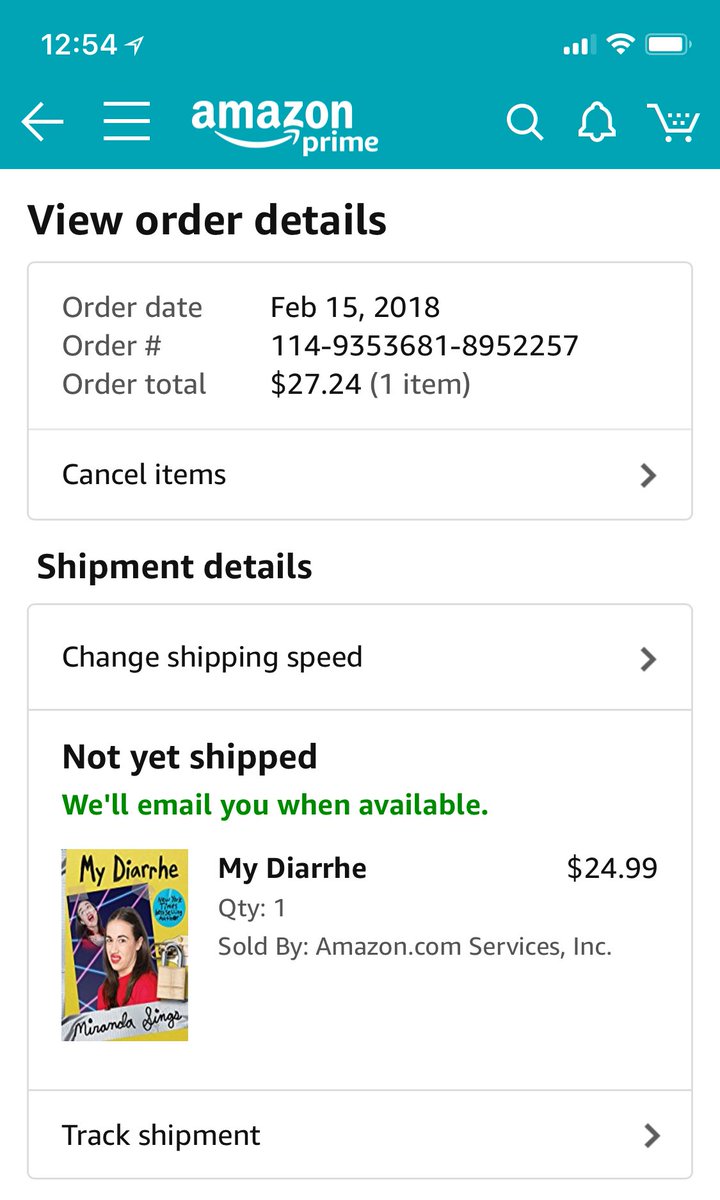 12:54
amazon
prime
View order details
Order date Feb 15, 2018
Order # 114-9353681-8952257
Order total $27.24 (1 item)
Cancel items
Shipment details
Change shipping speed
Not yet shipped
We'll email you when available.
My Diarrhe
New York
Times
bestselling
Author
Miranda Sings
My Diarrhe $24.99
Qty: 1
Sold By: Amazon.com Services, Inc.
Track shipment